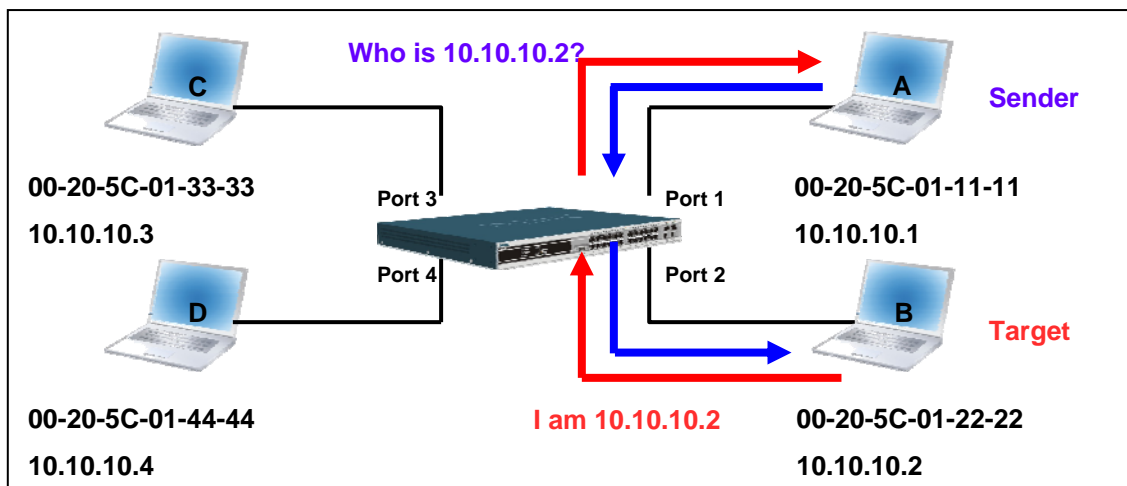 Who is 10.10.10.2?
C
A
Sender
00-20-5C-01-33-33
10.10.10.3
Port 3
Port 1
00-20-5C-01-11-11
10.10.10.1
Port 4
Port 2
D
B
Target
00-20-5C-01-44-44
10.10.10.4
I am 10.10.10.2
00-20-5C-01-22-22
10.10.10.2